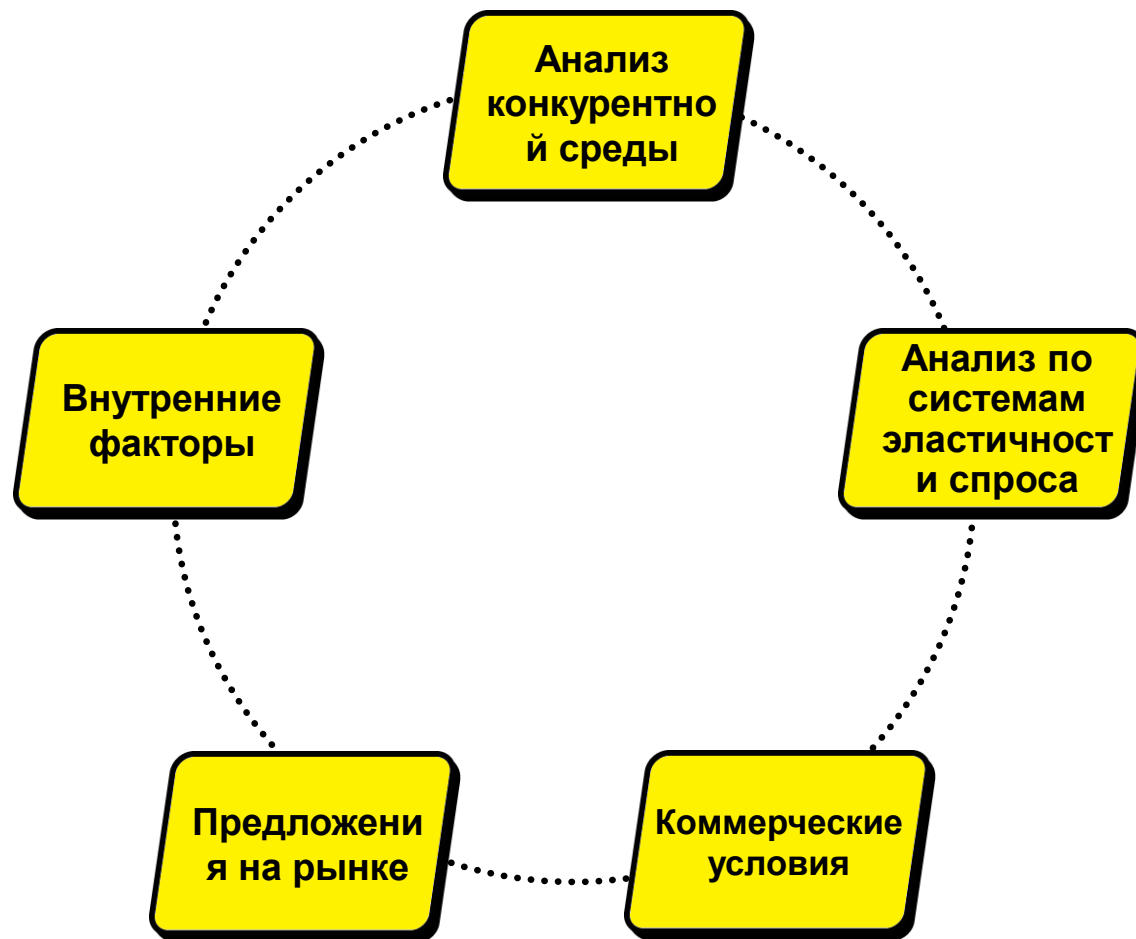 Анализ
конкурентно
й среды
Анализ по
системам
эластичност
и спроса
Коммерческие
условия
Предложени
я на рынке
Внутренние
факторы